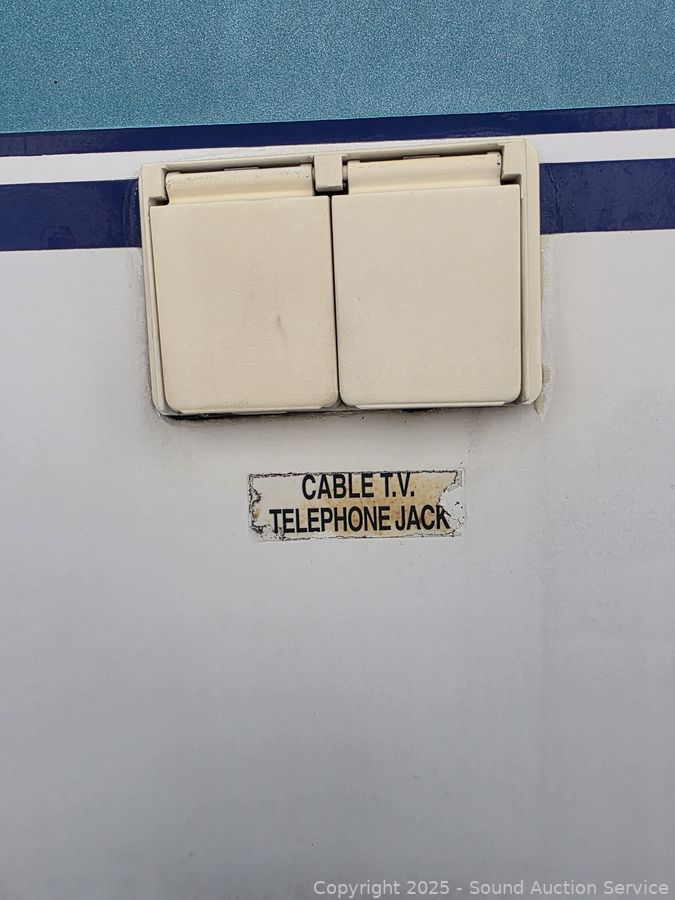 CABLE T.V.
TELEPHONE JACK
Copyright 2025 - Sound Auction Service